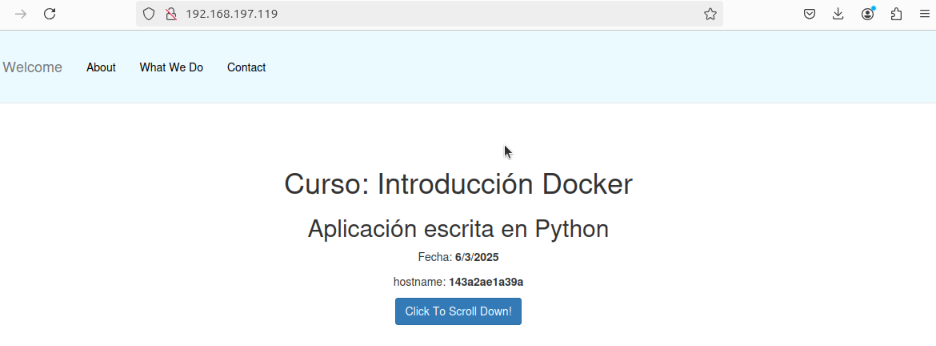 192.168.197.119
Welcome About What We Do Contact
Curso: Introducción Docker
Aplicación escrita en Python
Fecha: 6/3/2025
hostname: 143a2ae1a39a
Click To Scroll Down!